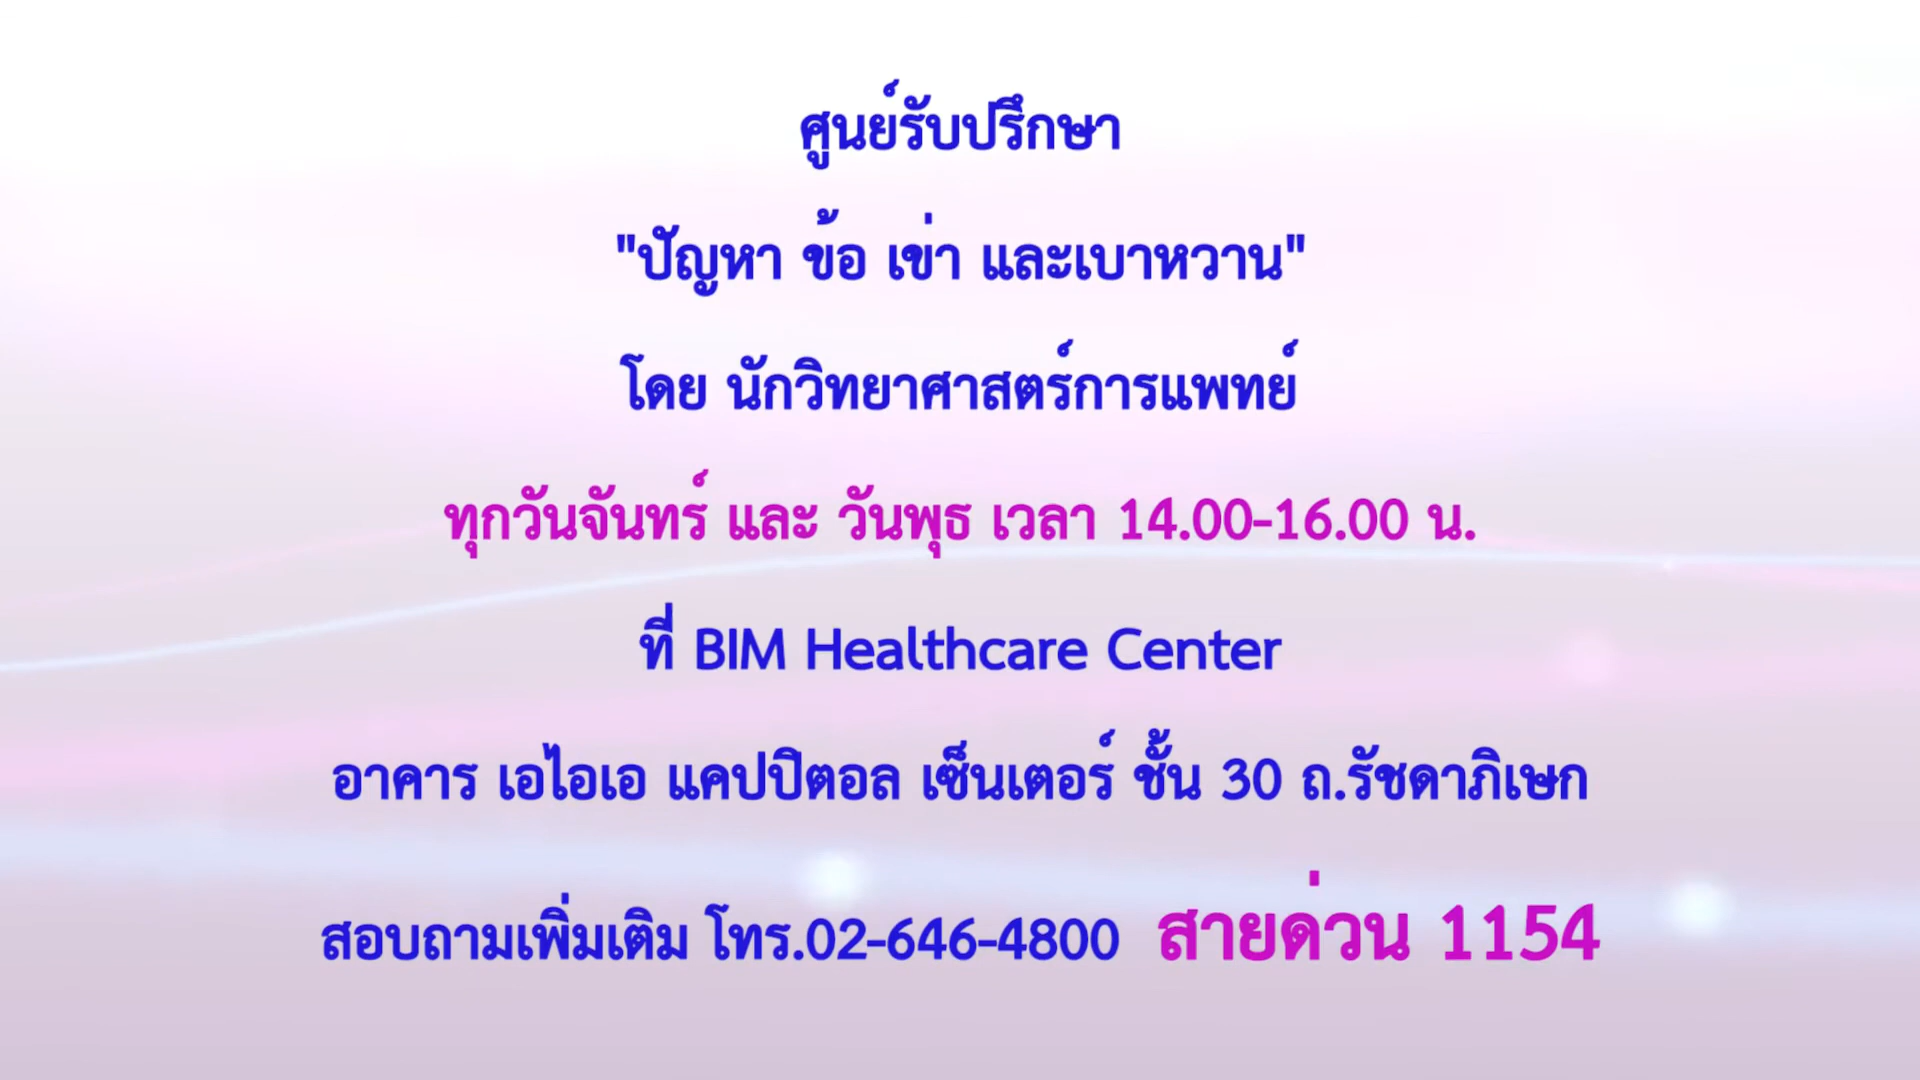 ศูนย์รับปรึกษา
"ปัญหา ข้อ เข่า และเบาหวาน"
โดย นักวิทยาศาสตร์การแพทย์
ทุกวันจันทร์ และ วันพุธ เวลา 14.00-16.00 น.
ที่ BIM Healthcare Center
อาคาร เอไอเอ แคปปิตอล เซ็นเตอร์ ชั้น 30 ถ.รัชดาภิเษก
สอบถามเพิ่มเติม โทร.02-646-4800 สายด่วน 1154